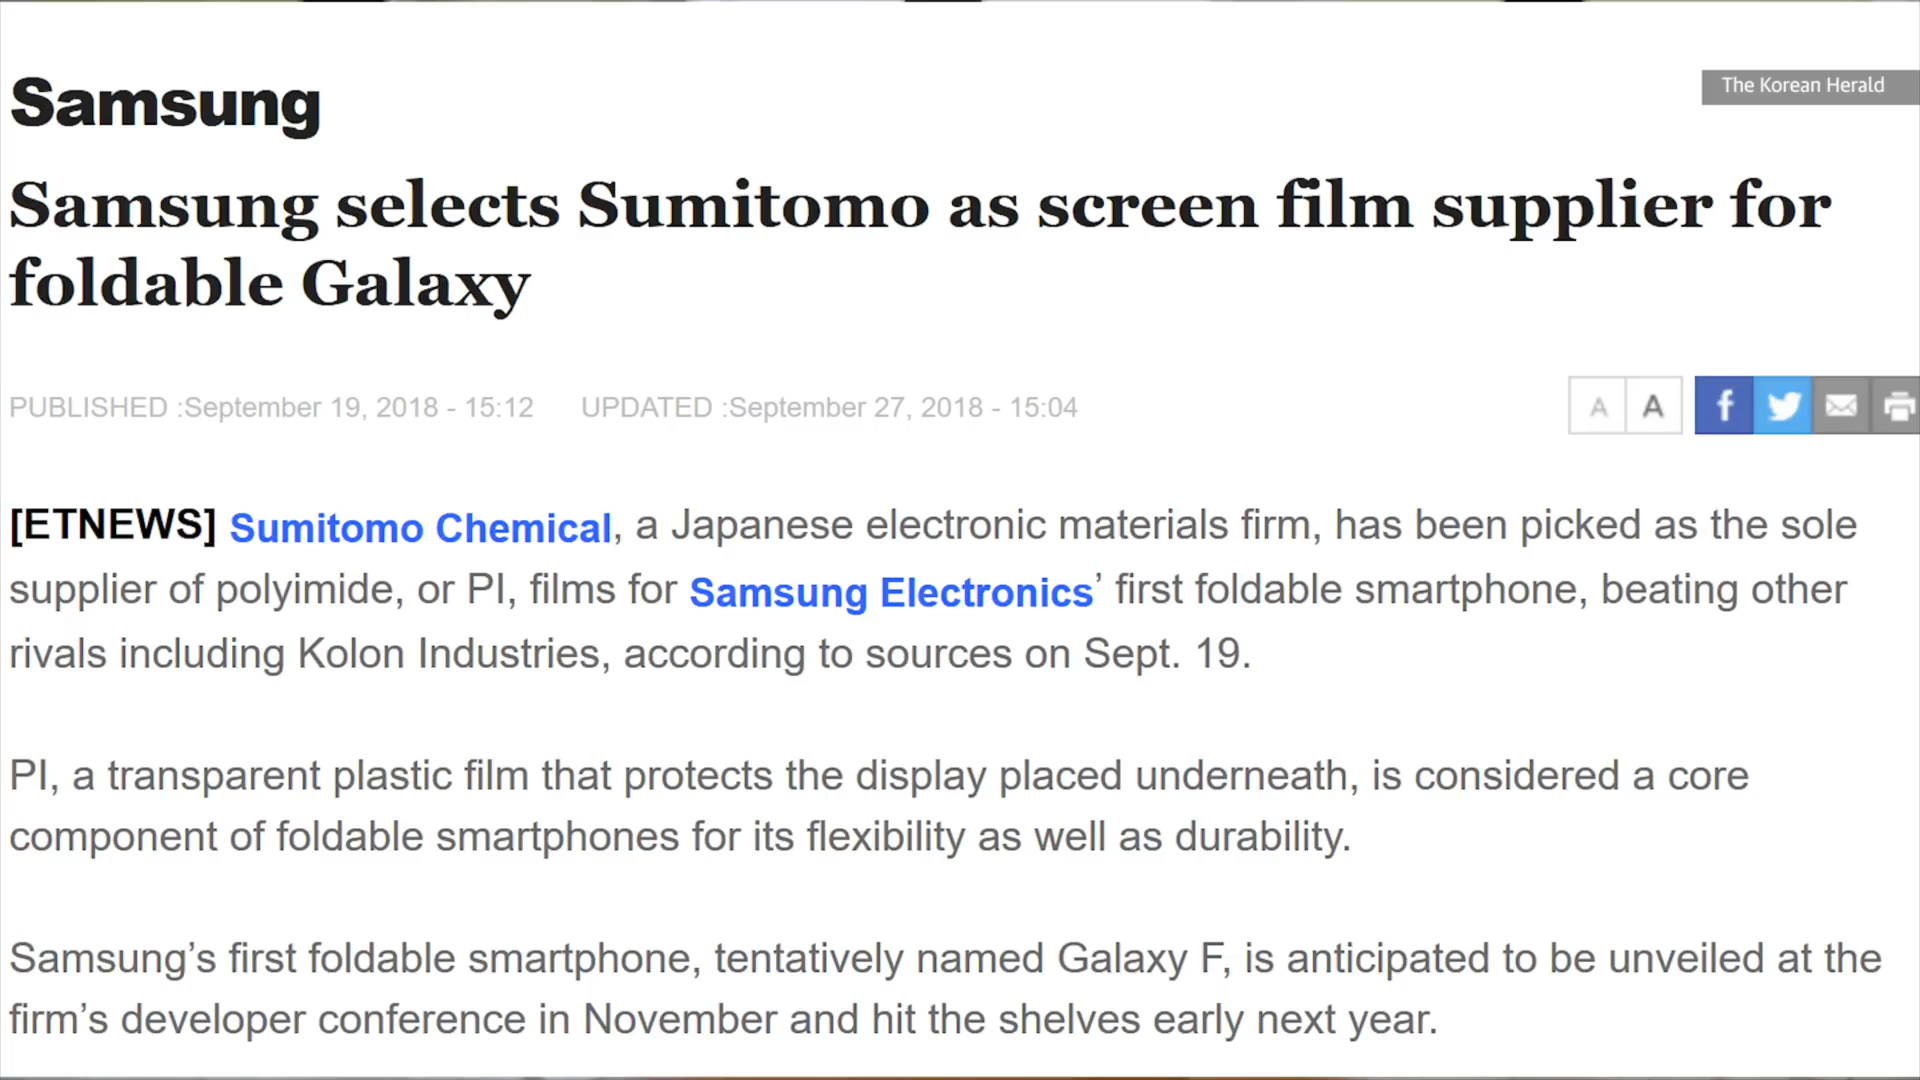 The Korean Herald
Samsung
Samsung selects Sumitomo as screen film supplier for
foldable Galaxy
PUBLISHED :September 19, 2018 - 15:12 UPDATED :September 27, 2018 - 15:04
A A f
[ETNEWS] Sumitomo Chemical, a Japanese electronic materials firm, has been picked as the sole
supplier of polyimide, or PI, films for Samsung Electronics’ first foldable smartphone, beating other
rivals including Kolon Industries, according to sources on Sept. 19.
PI, a transparent plastic film that protects the display placed underneath, is considered a core
component of foldable smartphones for its flexibility as well as durability.
Samsung’s first foldable smartphone, tentatively named Galaxy F, is anticipated to be unveiled at the
firm’s developer conference in November and hit the shelves early next year.